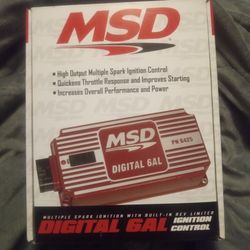 MSD
• High Output Multiple Spark Ignition Control
• Quickens Throttle Response and Improves Starting
• Increases Overall Performance and Power
MSD
PN 6425
DIGITAL 6AL
MULTIPLE SPARK IGNITION WITH BUILT-IN REV LIMITER
DIGITAL 6AL IGNITION CONTROL